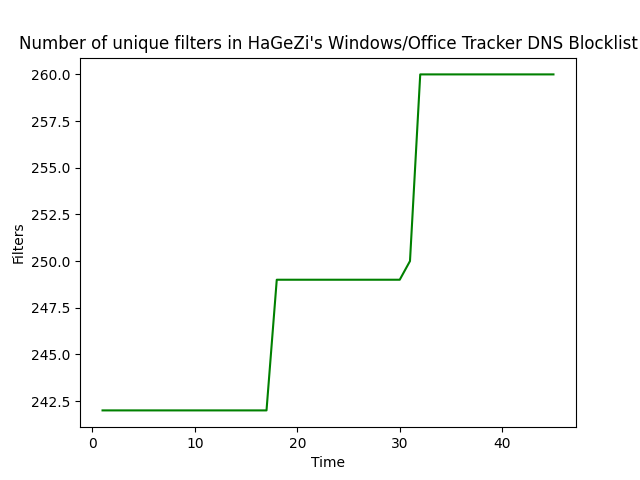 Number of unique filters in HaGeZi's Windows/Office Tracker DNS Blocklist
260.0
257.5
255.0
252.5
250.0
247.5
245.0
242.5
Filters
0 10 20 30 40
Time